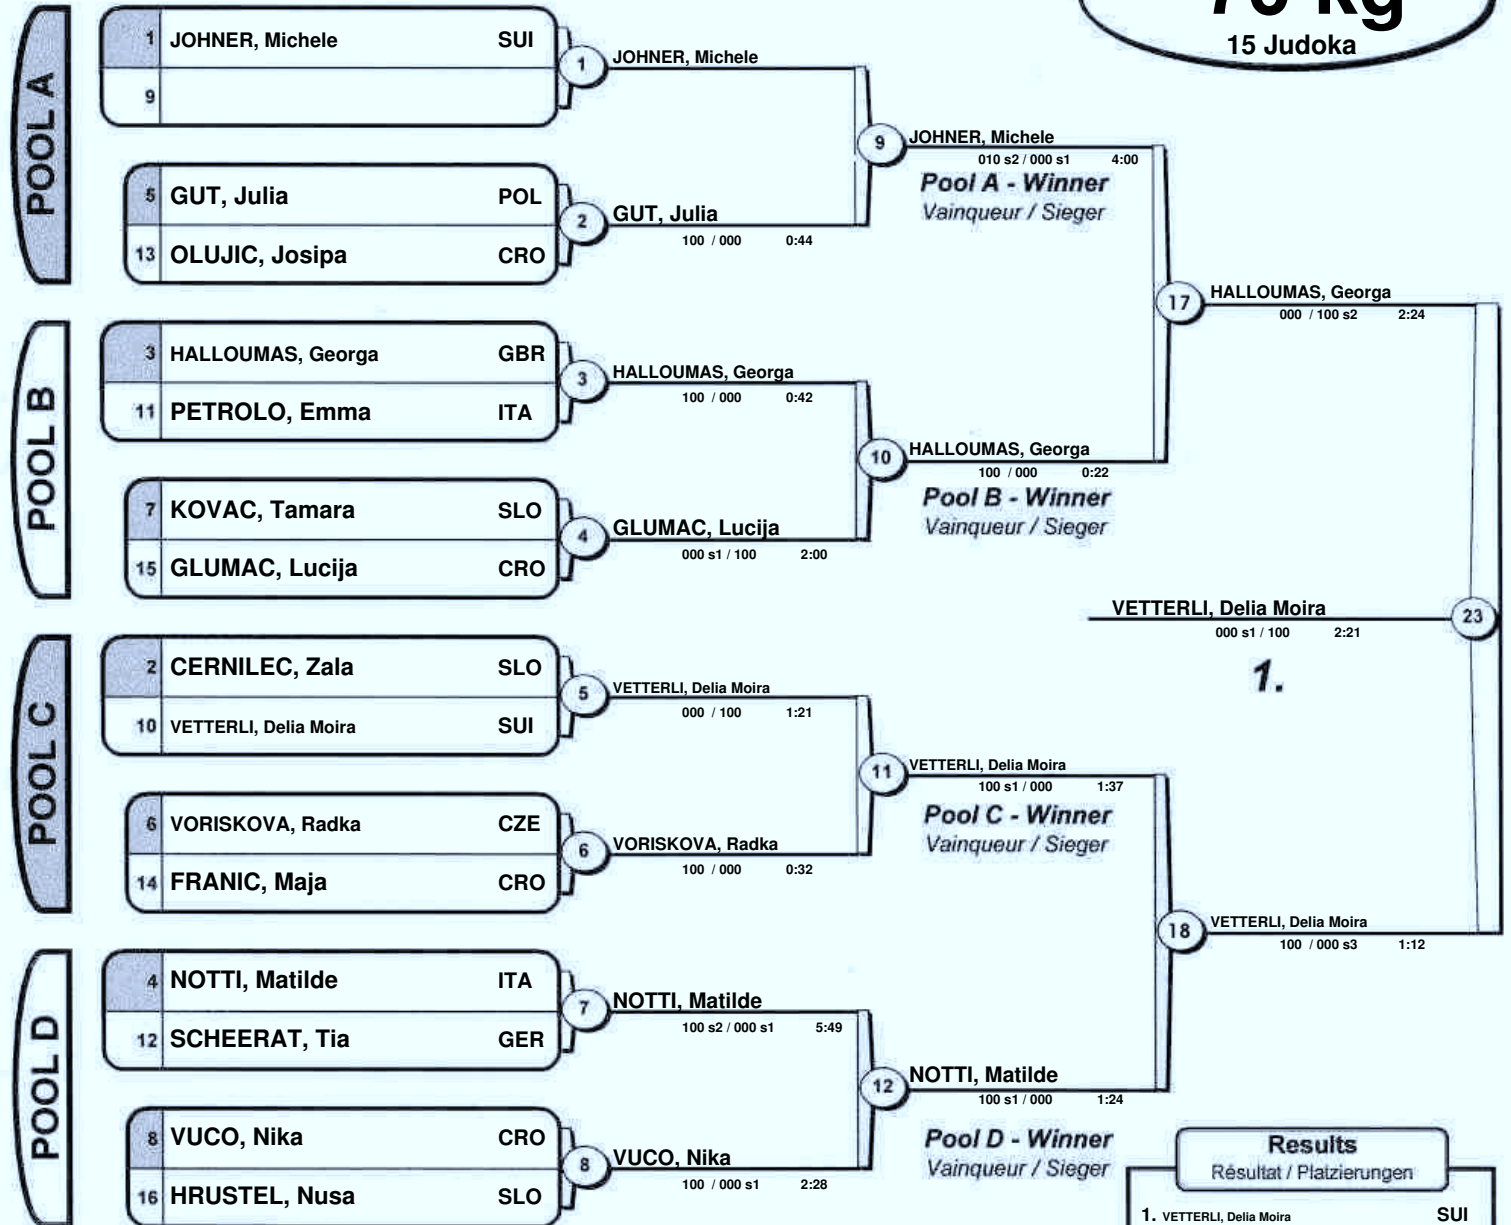 70 kg
15 Judoka
POOL A
1 JOHNER, Michele SUI
9
1 JOHNER, Michele
5 GUT, Julia POL
13 OLUJIC, Josipa CRO
2 GUT, Julia
100 / 000 0:44
9 JOHNER, Michele
010 s2 / 000 s1 4:00
Pool A - Winner
Vainqueur / Sieger
POOL B
3 HALLOUMAS, Georga GBR
11 PETROLO, Emma ITA
3 HALLOUMAS, Georga
100 / 000 0:42
7 KOVAC, Tamara SLO
15 GLUMAC, Lucija CRO
4 GLUMAC, Lucija
000 s1 / 100 2:00
10 HALLOUMAS, Georga
100 / 000 0:22
Pool B - Winner
Vainqueur / Sieger
17 HALLOUMAS, Georga
000 / 100 s2 2:24
VETTERLI, Delia Moira 23
000 s1 / 100 2:21
1.
POOL C
2 CERNILEC, Zala SLO
10 VETTERLI, Delia Moira SUI
5 VETTERLI, Delia Moira
000 / 100 1:21
6 VORISKOVA, Radka CZE
14 FRANIC, Maja CRO
6 VORISKOVA, Radka
100 / 000 0:32
11 VETTERLI, Delia Moira
100 s1 / 000 1:37
Pool C - Winner
Vainqueur / Sieger
18 VETTERLI, Delia Moira
100 / 000 s3 1:12
POOL D
4 NOTTI, Matilde ITA
12 SCHEERAT, Tia GER
7 NOTTI, Matilde
100 s2 / 000 s1 5:49
8 VUCO, Nika CRO
16 HRUSTEL, Nusa SLO
8 VUCO, Nika
100 / 000 s1 2:28
12 NOTTI, Matilde
100 s1 / 000 1:24
Pool D - Winner
Vainqueur / Sieger
Results
Résultat / Platzierungen
1. VETTERLI, Delia Moira SUI